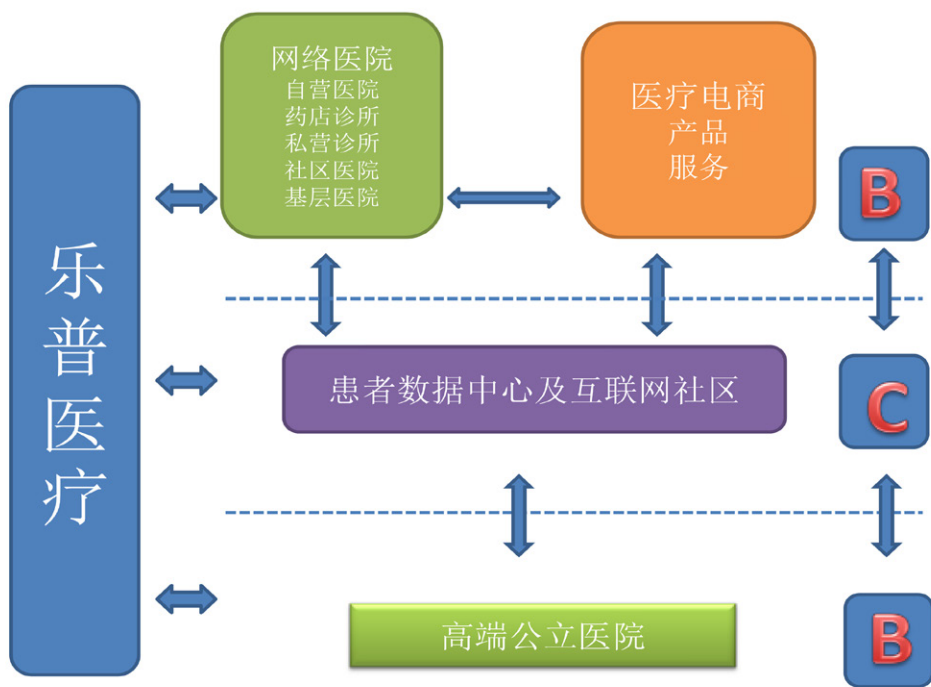 乐普医疗
网络医院
自营医院
药店诊所
私营诊所
社区医院
基层医院
医疗电商
产品
服务
B
患者数据中心及互联网社区
C
高端公立医院
B